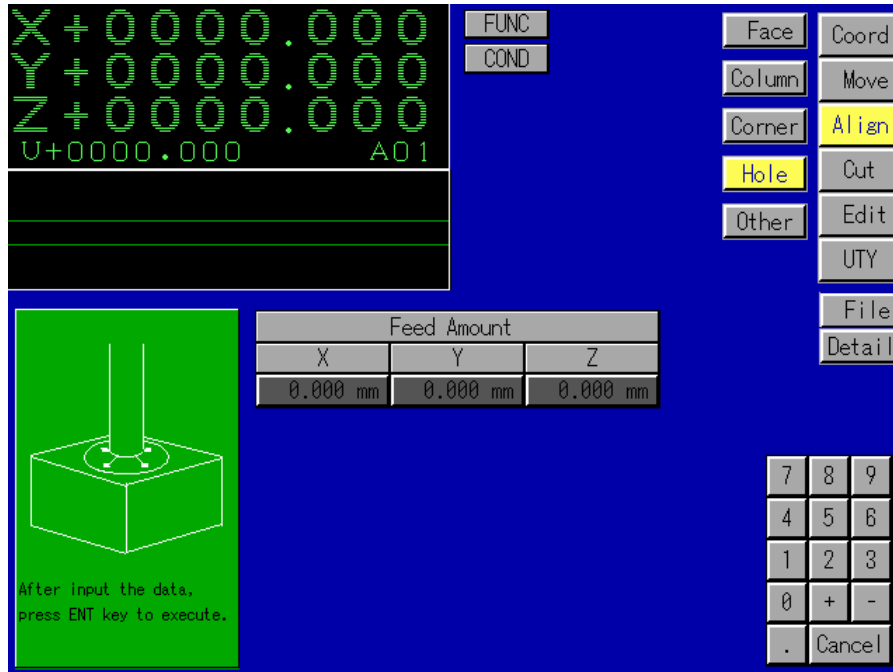 X+0000.000
Y+0000.000
Z+0000.000
U+0000.000 A01
FUNC
COND
Face
Column
Corner
Hole
Other
Coord
Move
Align
Cut
Edit
UTY
File
Detail
Feed Amount
X Y Z
0.000 mm 0.000 mm 0.000 mm
After input the data,
press ENT key to execute.
7 8 9
4 5 6
1 2 3
0 + -
. Cancel